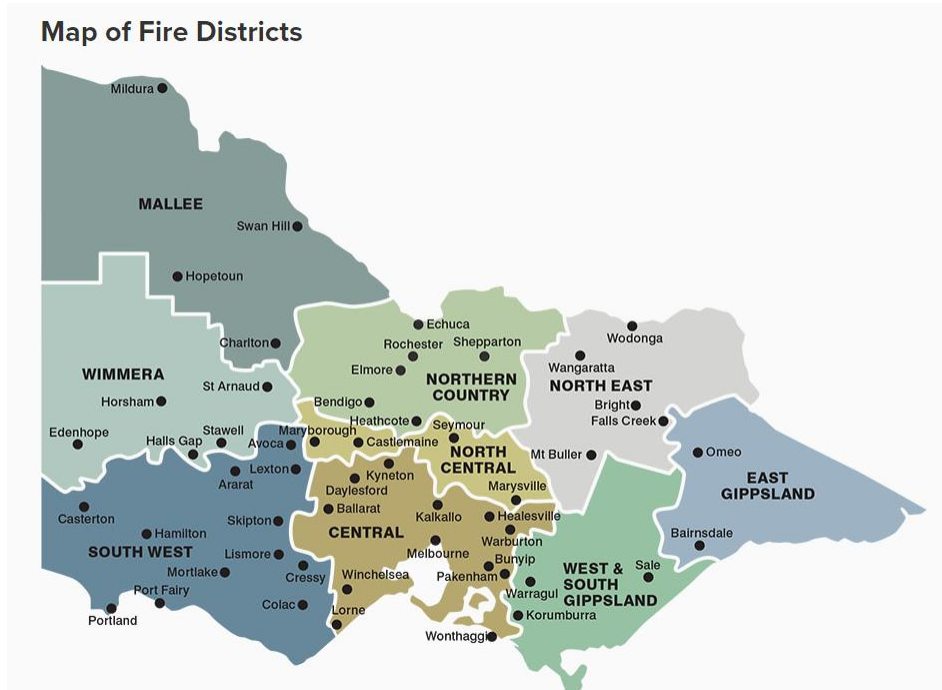 Map of Fire Districts
Mildura
MALLEE
Swan Hill
Hopetoun
Charlton
Echuca
Rochester
Shepparton
Elmore
NORTHERN
COUNTRY
Bendigo
Heathcote
Wodonga
Wangaratta
NORTH EAST
Bright
Falls Creek
Mt Buller
WIMMERA
St Arnaud
Horsham
Edenhope
Halls Gap
Stawell
Avoca
Maryborough
Castlemaine
Seymour
NORTH
CENTRAL
Marysville
Omeo
EAST
GIPPSLAND
Bairnsdale
Lexton
Ararat
Casterton
Hamilton
SOUTH WEST
Skipton
Lismore
Mortlake
Cressy
Port Fairy
Portland
Colac
Kyneton
Daylesford
Ballarat
CENTRAL
Kalkallo
Healesville
Warburton
Melbourne
Bunyip
Pakenham
Winchelsea
Lorne
Wonthaggi
WEST &
SOUTH
GIPPSLAND
Sale
Warragul
Korumburra